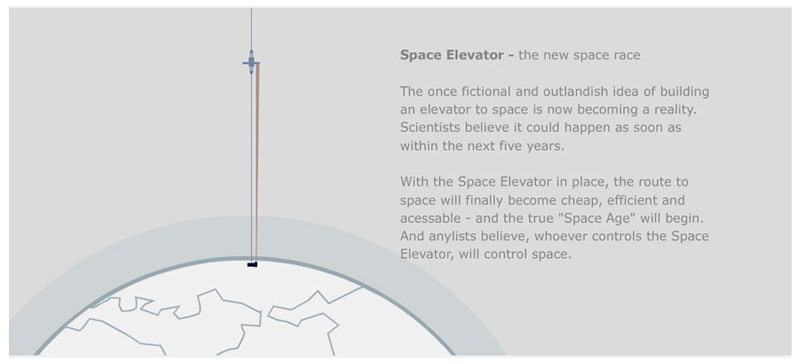 Space Elevator - the new space race
The once fictional and outlandish idea of building
an elevator to space is now becoming a reality.
Scientists believe it could happen as soon as
within the next five years.
With the Space Elevator in place, the route to
space will finally become cheap, efficient and
acessable - and the true "Space Age" will begin.
And anylists believe, whoever controls the Space
Elevator, will control space.